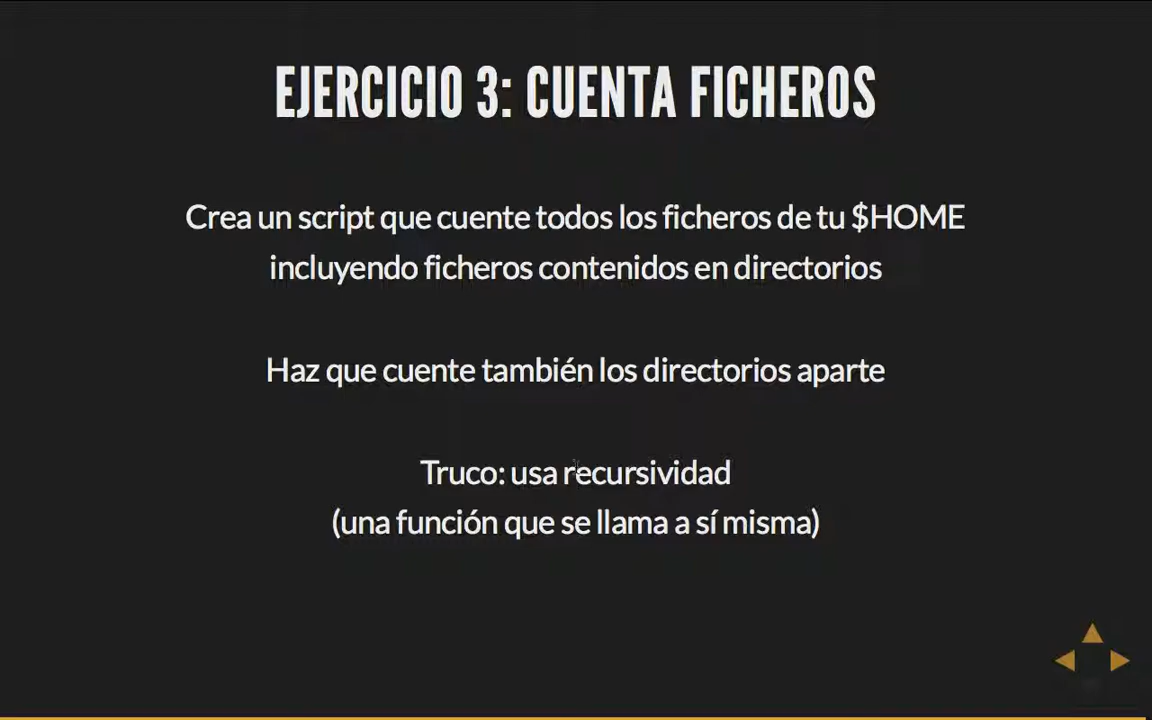 EJERCICIO 3: CUENTA FICHEROS
Crea un script que cuente todos los ficheros de tu $HOME
incluyendo ficheros contenidos en directorios
Haz que cuente también los directorios aparte
Truco: usa recursividad
(una función que se llama a sí misma)